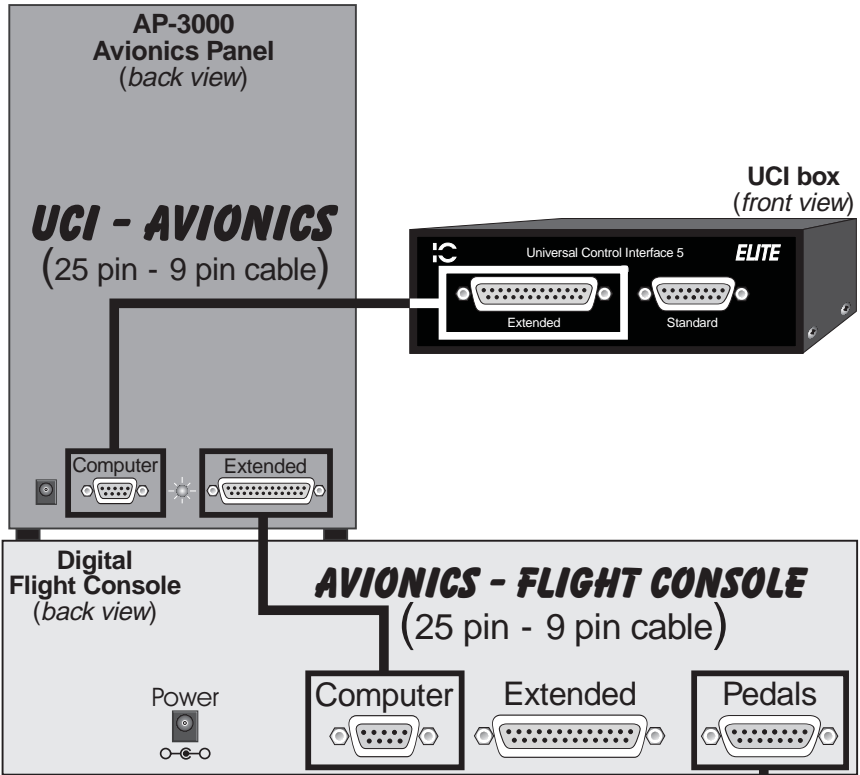 AP-3000
Avionics Panel
(back view)
UCI - AVIONICS
(25 pin - 9 pin cable)
UCI box
(front view)
IC
Universal Control Interface 5
ELITE
Extended
Standard
Computer
Extended
Digital
Flight Console
(back view)
AVIONICS - FLIGHT CONSOLE
(25 pin - 9 pin cable)
Power
Computer
Extended
Pedals